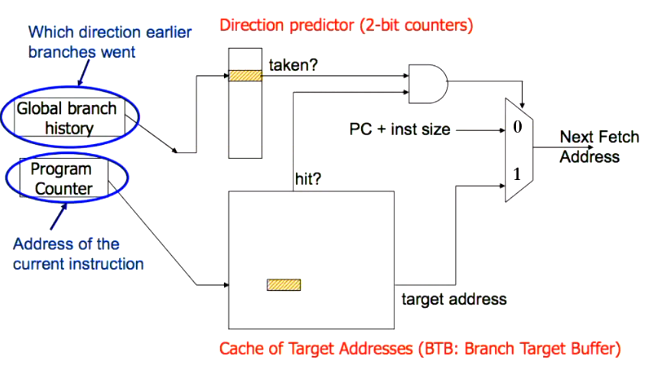 Direction predictor (2-bit counters)
Which direction earlier
branches went
taken?
Global branch
history
PC + inst size
0
Next Fetch
Address
Program
Counter
hit?
1
Address of the
current instruction
target address
Cache of Target Addresses (BTB: Branch Target Buffer)